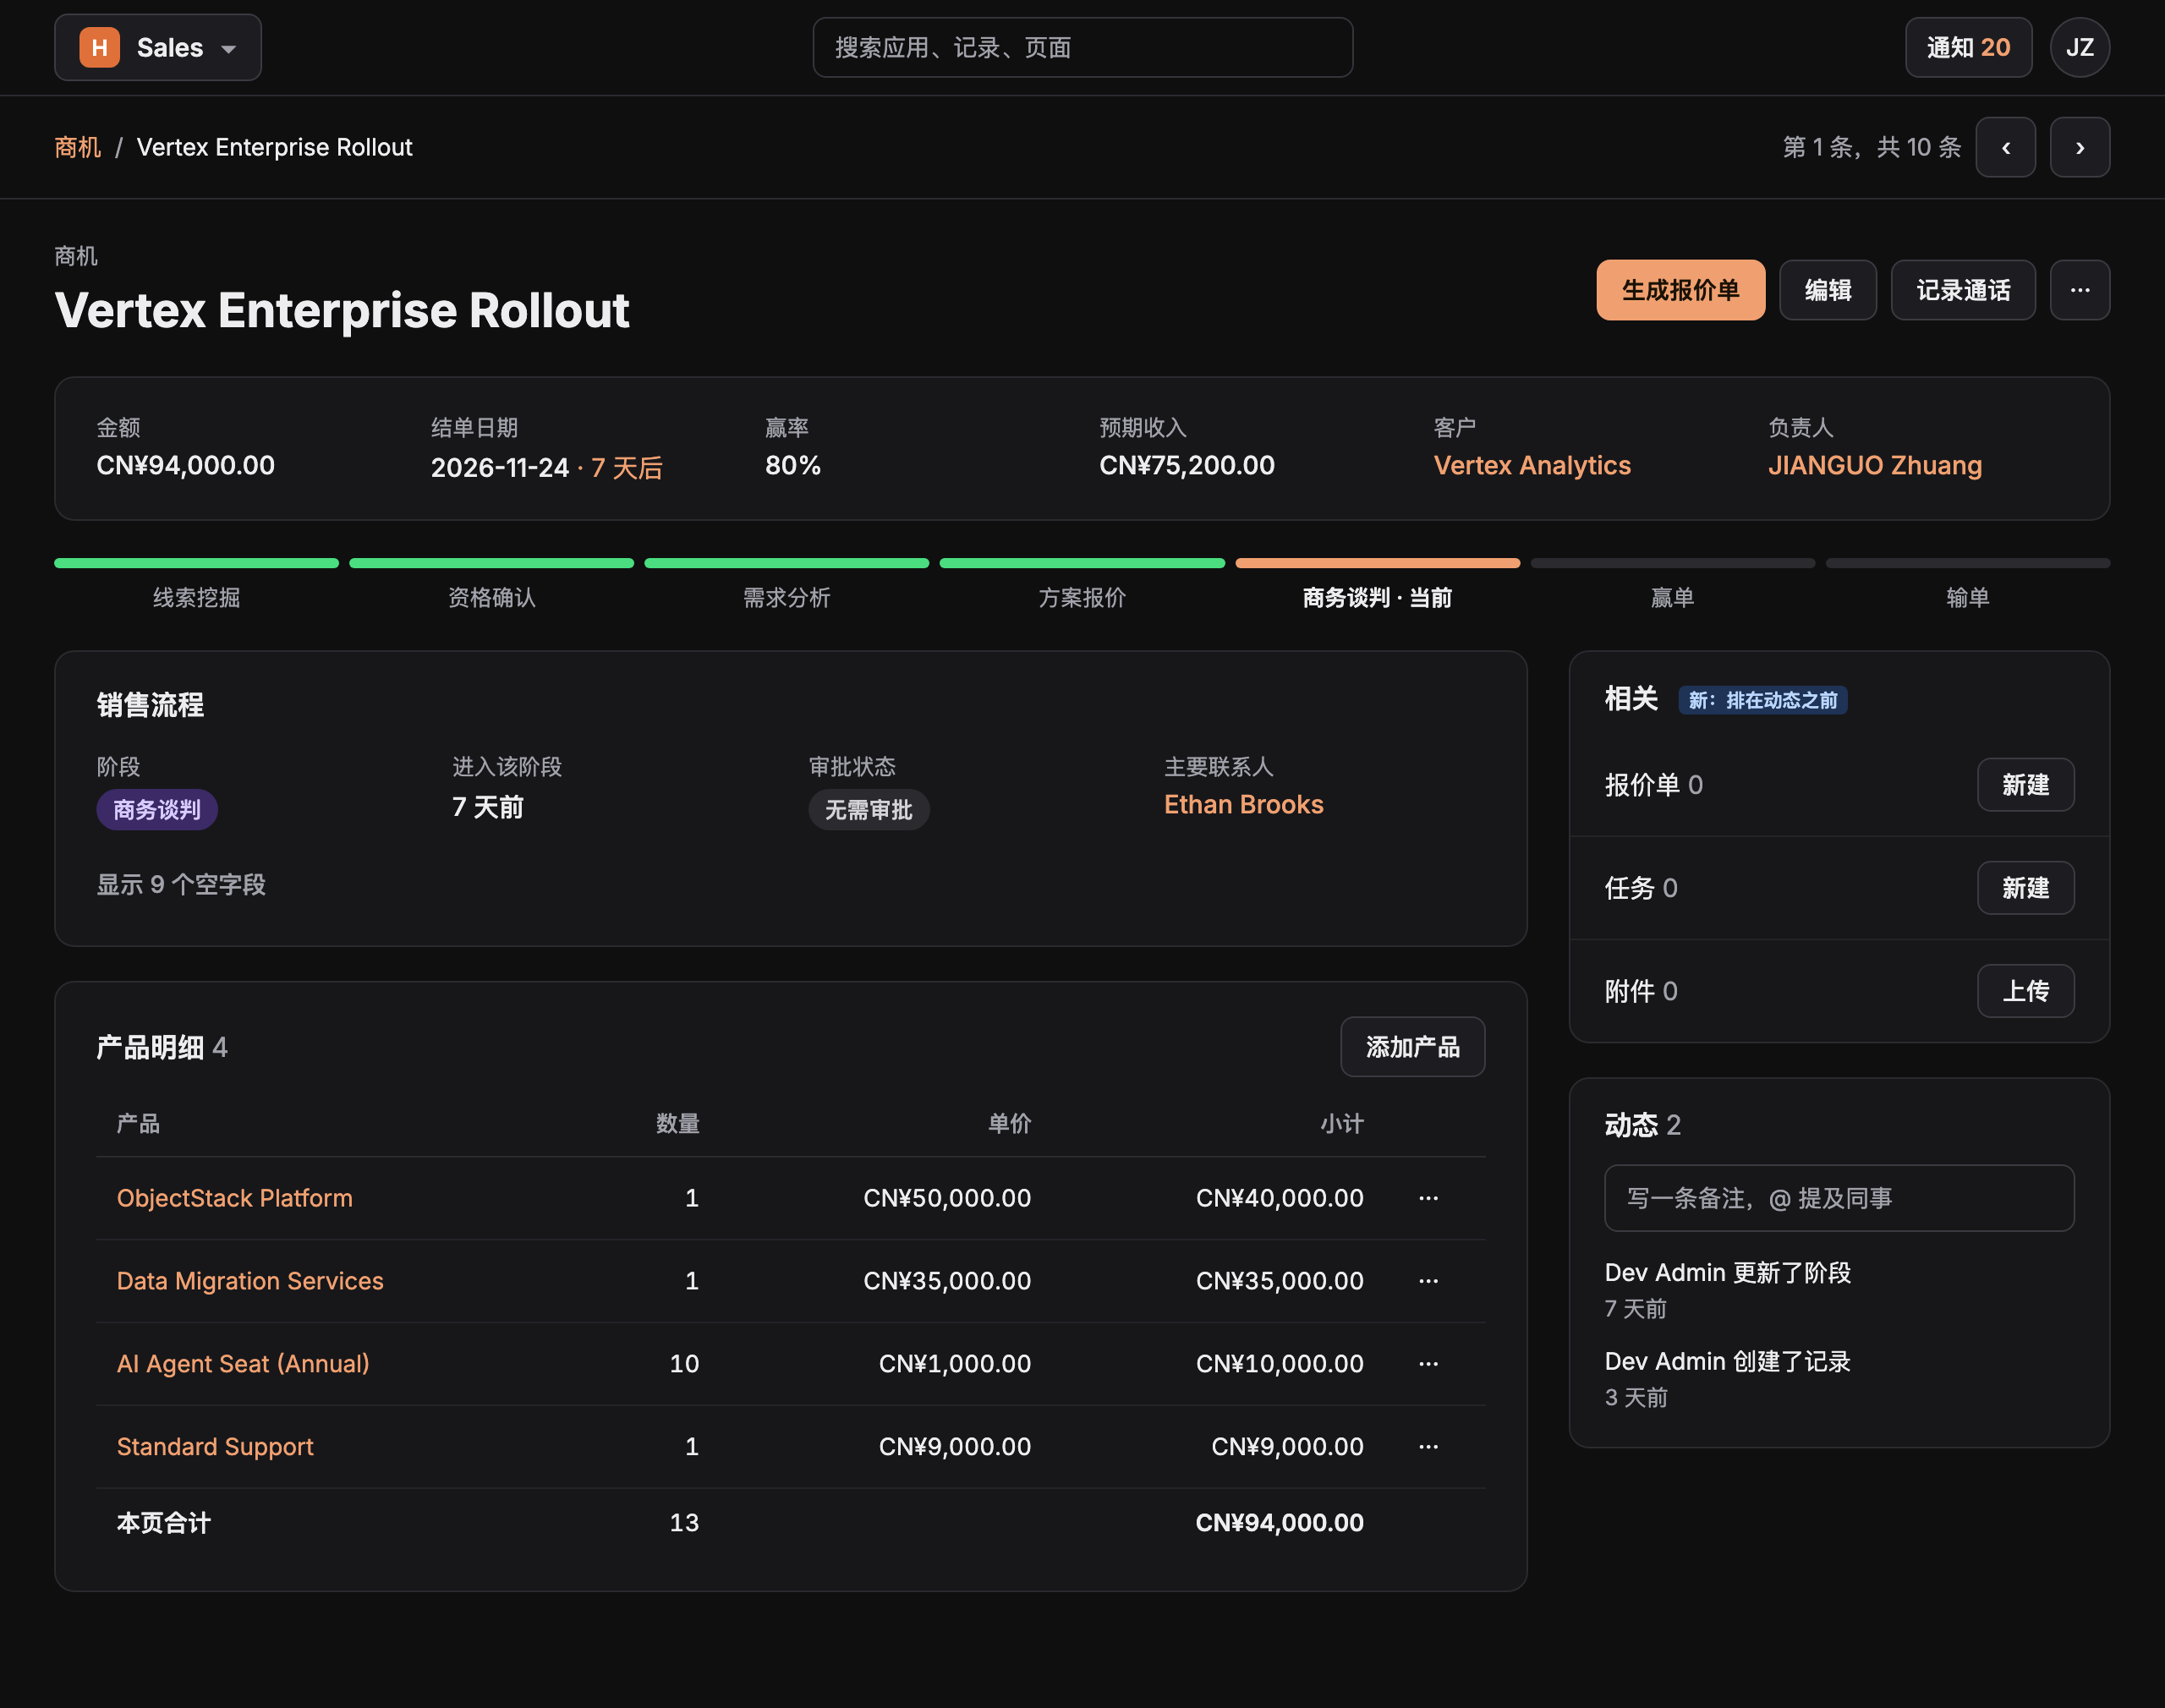 H Sales
搜索应用、记录、页面
通知 20
JZ
商机 / Vertex Enterprise Rollout
第 1 条，共 10 条 ‹ ›
商机
Vertex Enterprise Rollout
生成报价单 编辑 记录通话 ···
金额 结单日期 赢率 预期收入 客户 负责人
CN¥94,000.00 2026-11-24 · 7 天后 80% CN¥75,200.00 Vertex Analytics JIANGUO Zhuang
线索挖掘 资格确认 需求分析 方案报价 商务谈判 · 当前 赢单 输单
销售流程
阶段 进入该阶段 审批状态 主要联系人
商务谈判 7 天前 无需审批 Ethan Brooks
显示 9 个空字段
产品明细 4 添加产品
产品 数量 单价 小计
ObjectStack Platform 1 CN¥50,000.00 CN¥40,000.00 ···
Data Migration Services 1 CN¥35,000.00 CN¥35,000.00 ···
AI Agent Seat (Annual) 10 CN¥1,000.00 CN¥10,000.00 ···
Standard Support 1 CN¥9,000.00 CN¥9,000.00 ···
本页合计 13 CN¥94,000.00
相关 新：排在动态之前
报价单 0 新建
任务 0 新建
附件 0 上传
动态 2
写一条备注，@ 提及同事
Dev Admin 更新了阶段
7 天前
Dev Admin 创建了记录
3 天前